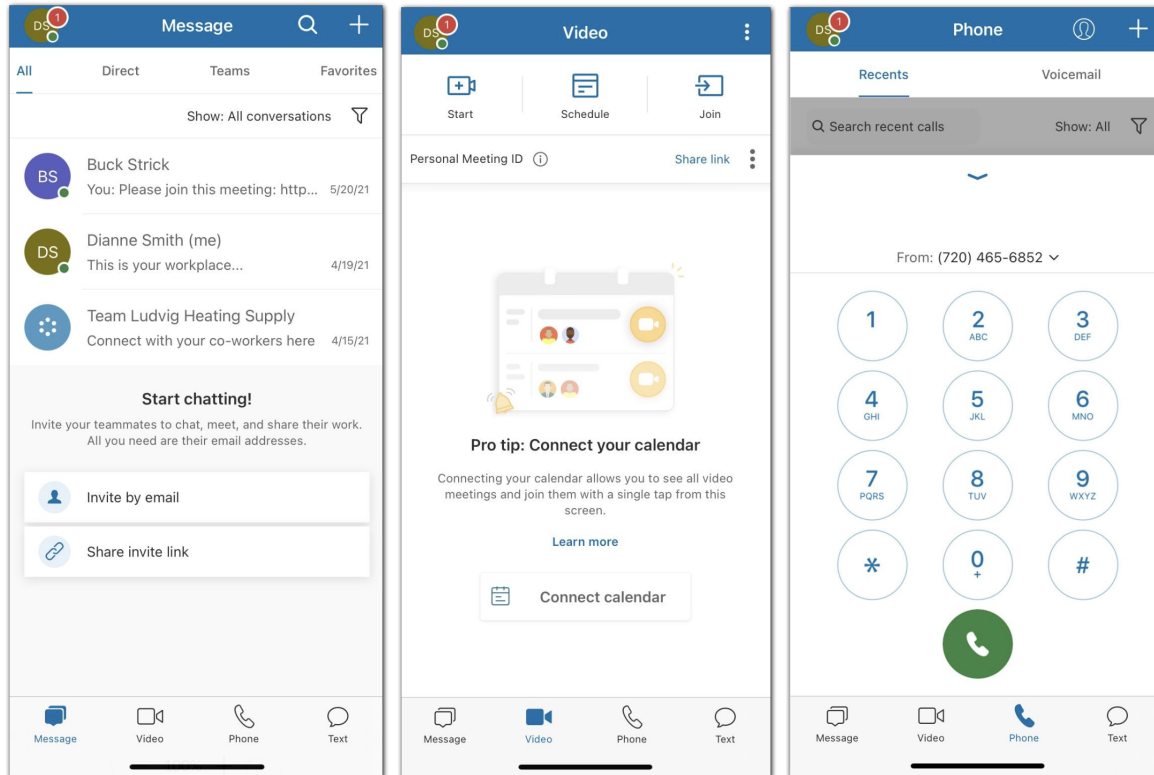 DS 1 Message
All Direct Teams Favorites
Show: All conversations
BS Buck Strick
You: Please join this meeting: http... 5/20/21
DS Dianne Smith (me)
This is your workplace... 4/19/21
Team Ludvig Heating Supply
Connect with your co-workers here 4/15/21
Start chatting!
Invite your teammates to chat, meet, and share their work.
All you need are their email addresses.
Invite by email
Share invite link
Message Video Phone Text
DS 1 Video
Start Schedule Join
Personal Meeting ID Share link
Pro tip: Connect your calendar
Connecting your calendar allows you to see all video
meetings and join them with a single tap from this
screen.
Learn more
Connect calendar
Message Video Phone Text
DS 1 Phone
Recents Voicemail
Search recent calls Show: All
From: (720) 465-6852
1 2 3
ABC DEF
4 5 6
GHI JKL MNO
7 8 9
PQRS TUV WXYZ
* 0 #
+
Message Video Phone Text